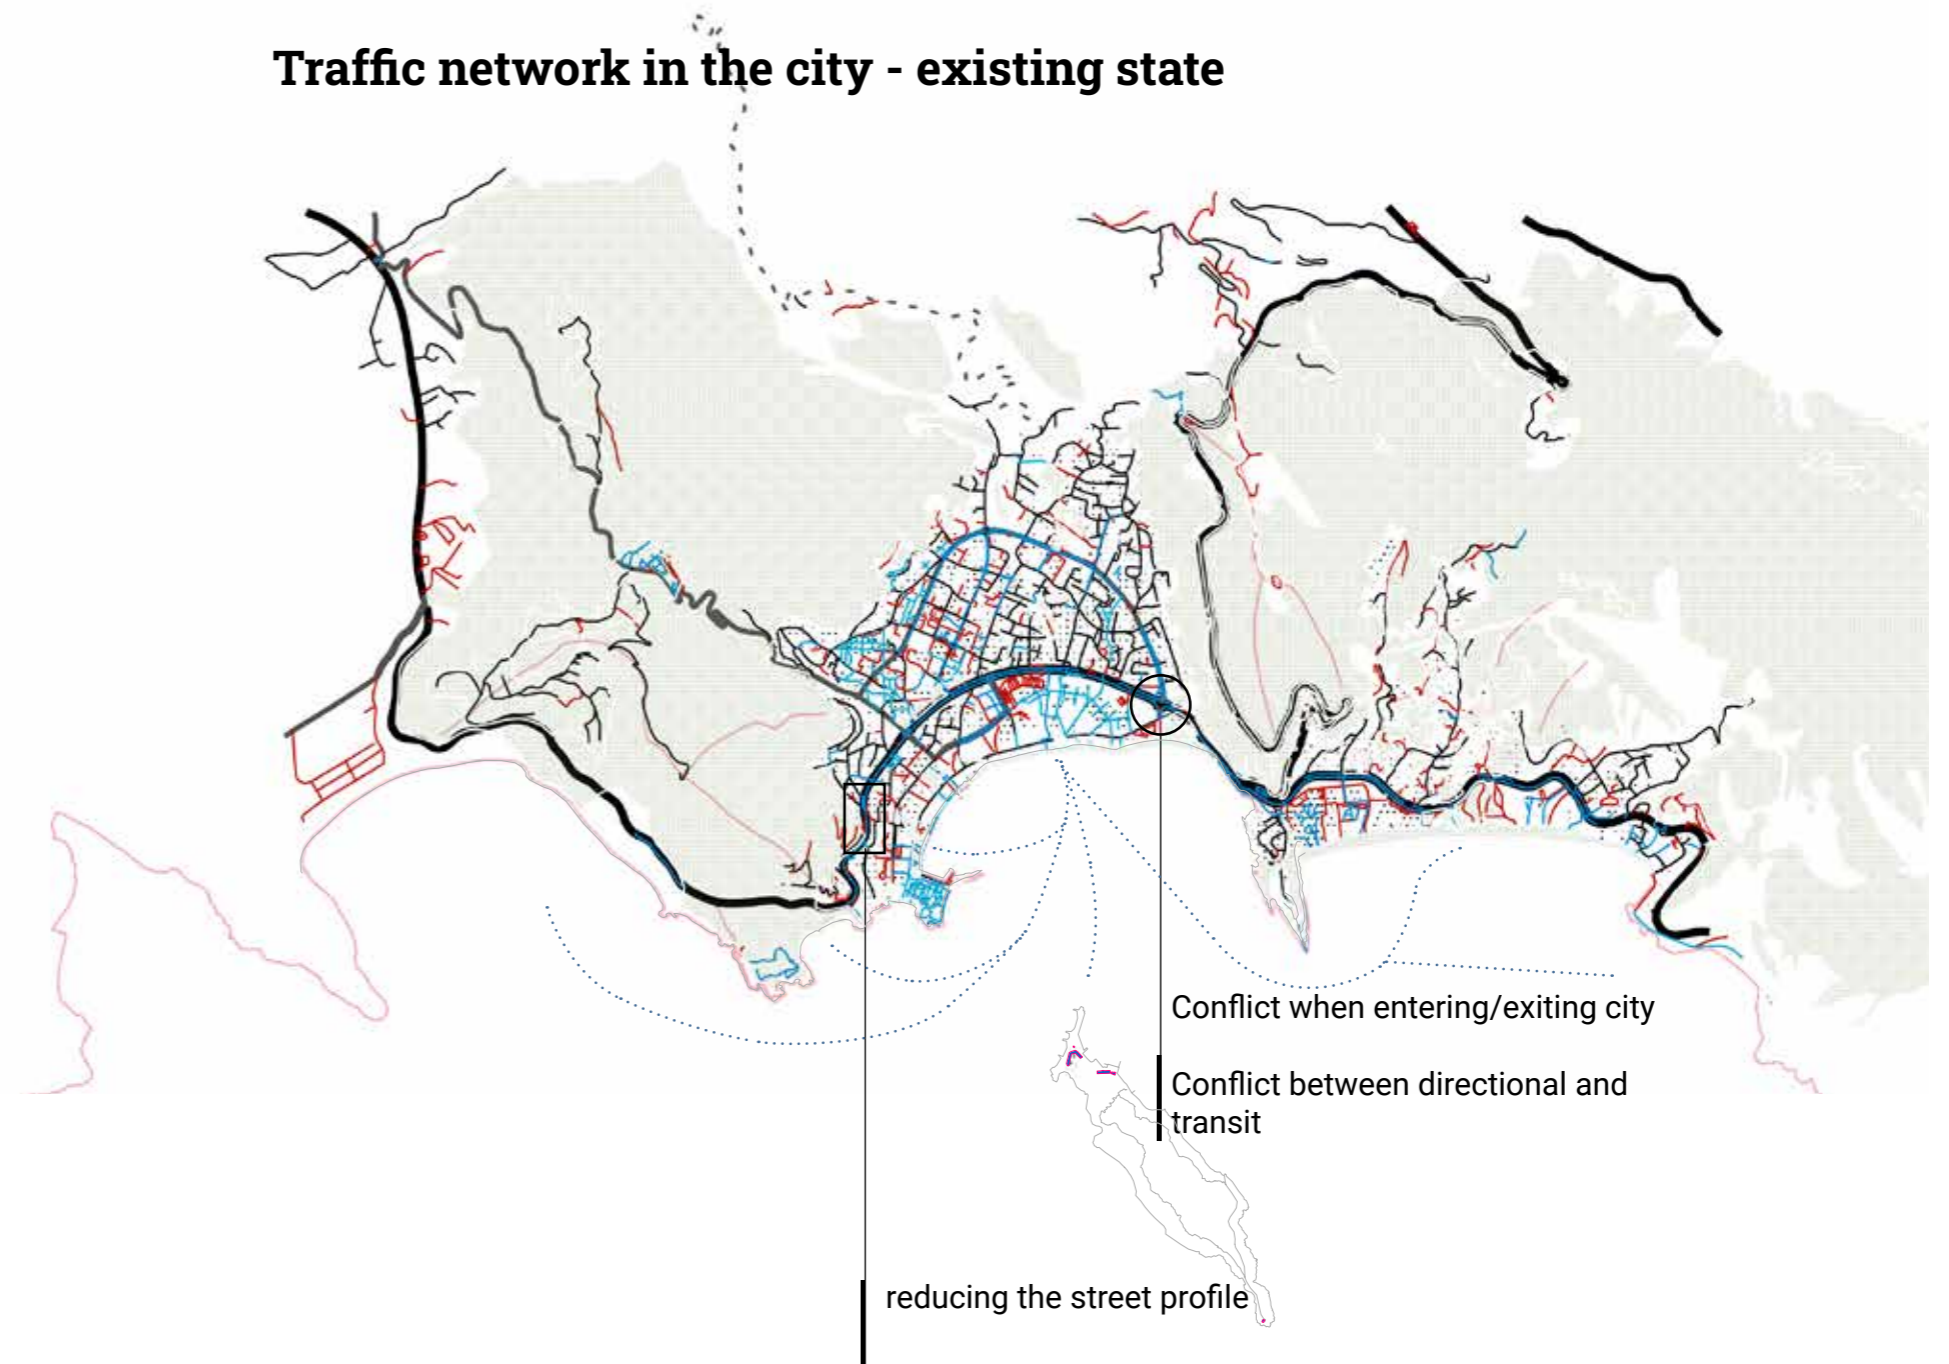 Traffic network in the city - existing state
Conflict when entering/exiting city
Conflict between directional and
transit
reducing the street profile